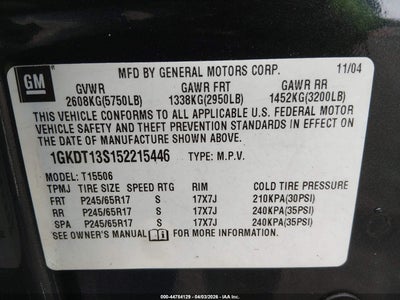 GM
MFD BY GENERAL MOTORS CORP. 11/04
GVWR GAWR FRT GAWR RR
2608KG(5750LB) 1338KG(2950LB) 1452KG(3200LB)
THIS VEHICLE CONFORMS TO ALL APPLICABLE U.S. FEDERAL MOTOR
VEHICLE SAFETY, BUMPER, AND THEFT PREVENTION STANDARDS
IN EFFECT ON THE DATE OF MANUFACTURE SHOWN ABOVE.
1GKDT13S152215446 TYPE: M.P.V.
MODEL: T15506
TPMJ TIRE SIZE SPEED RTG RIM COLD TIRE PRESSURE
FRT P245/65R17 S 17X7J 210KPA(30PSI)
RR P245/65R17 S 17X7J 240KPA(35PSI)
SPA P245/65R17 S 17X7J 240KPA(35PSI)
SEE OWNER'S MANUAL FOR MORE INFORMATION.
000-44784129 - 04/03/2026 - 00-000